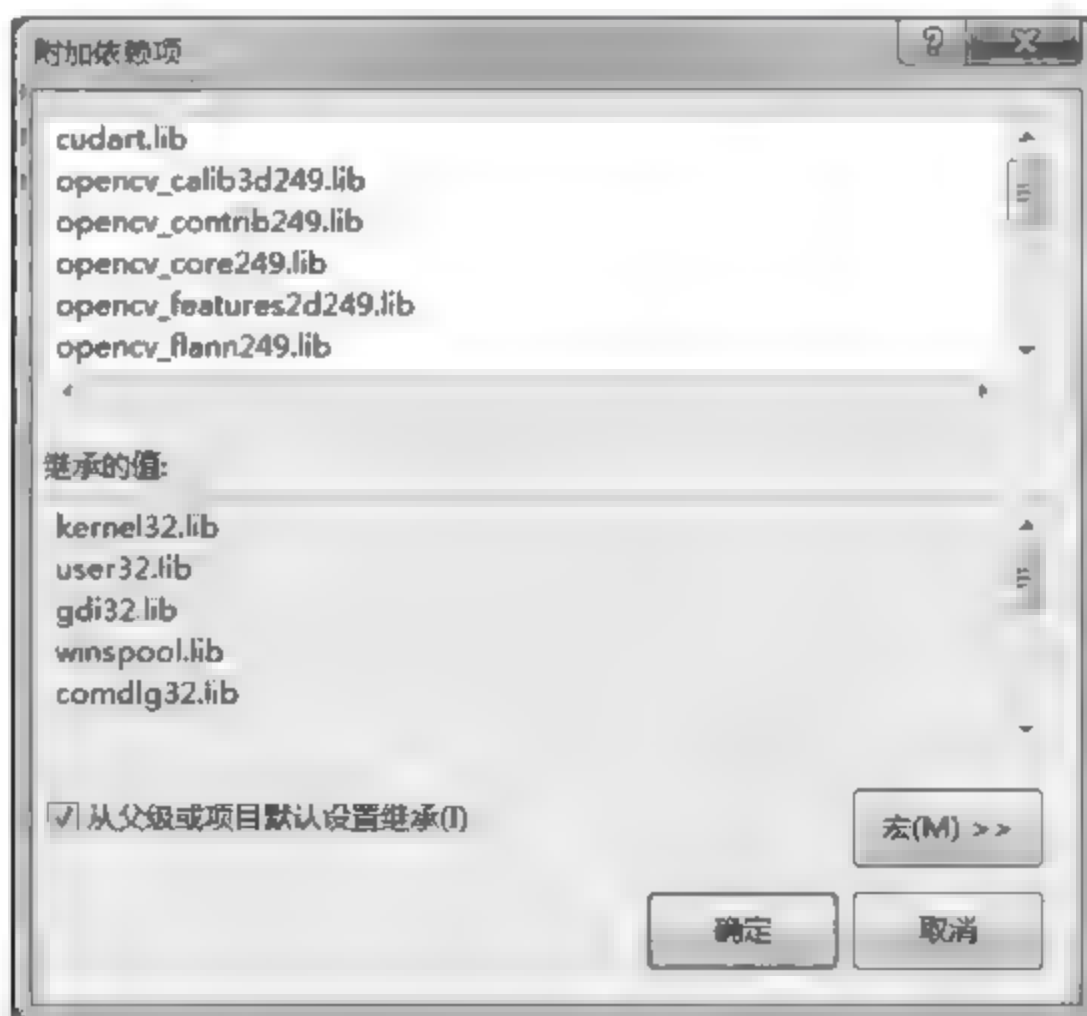 附加依赖项
cudart.lib
opencv_calib3d249.lib
opencv_contrib249.lib
opencv_core249.lib
opencv_features2d249.lib
opencv_flann249.lib
继承的值:
kernel32.lib
user32.lib
gdi32.lib
winspool.lib
comdlg32.lib
从父级或项目默认设置继承(I)
宏(M) >>
确定
取消